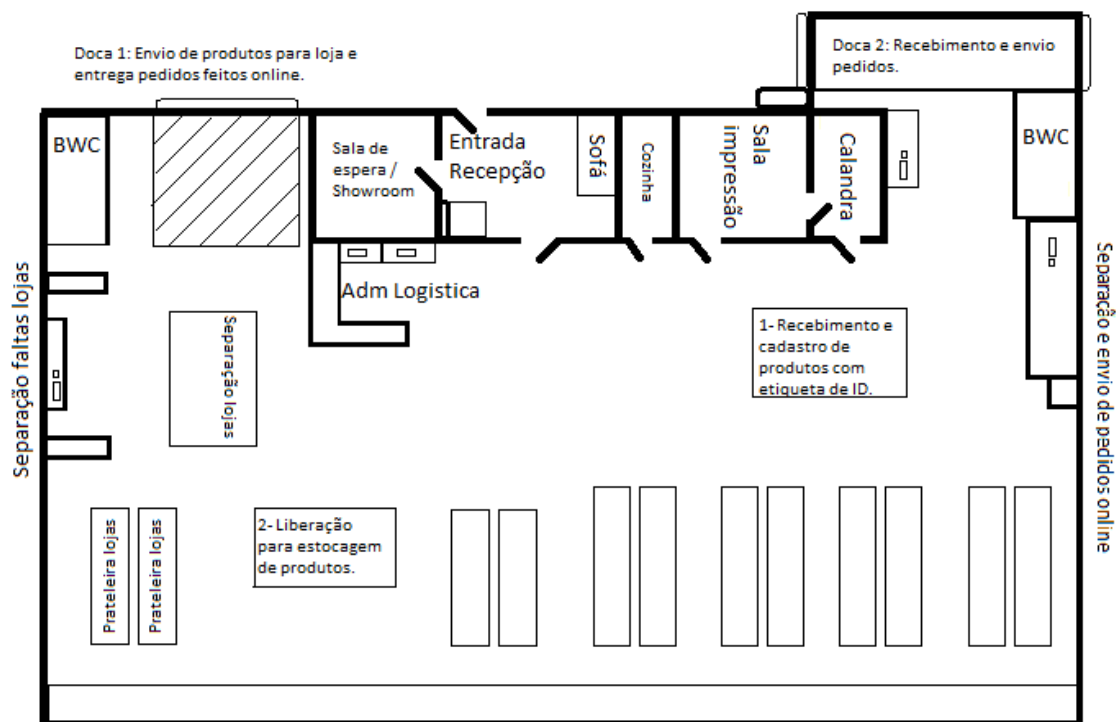 Doca 1: Envio de produtos para loja e
entrega pedidos feitos online.
Doca 2: Recebimento e envio
pedidos.
BWC
Sala de
espera /
Showroom
Entrada
Recepção
Sofá
Cozinha
Sala
impressão
Calandra
BWC
Adm Logistica
Separação faltas lojas
Separação lojas
1- Recebimento e
cadastro de
produtos com
etiqueta de ID.
Separação e envio de pedidos online
Prateleira lojas
Prateleira lojas
2- Liberação
para estocagem
de produtos.